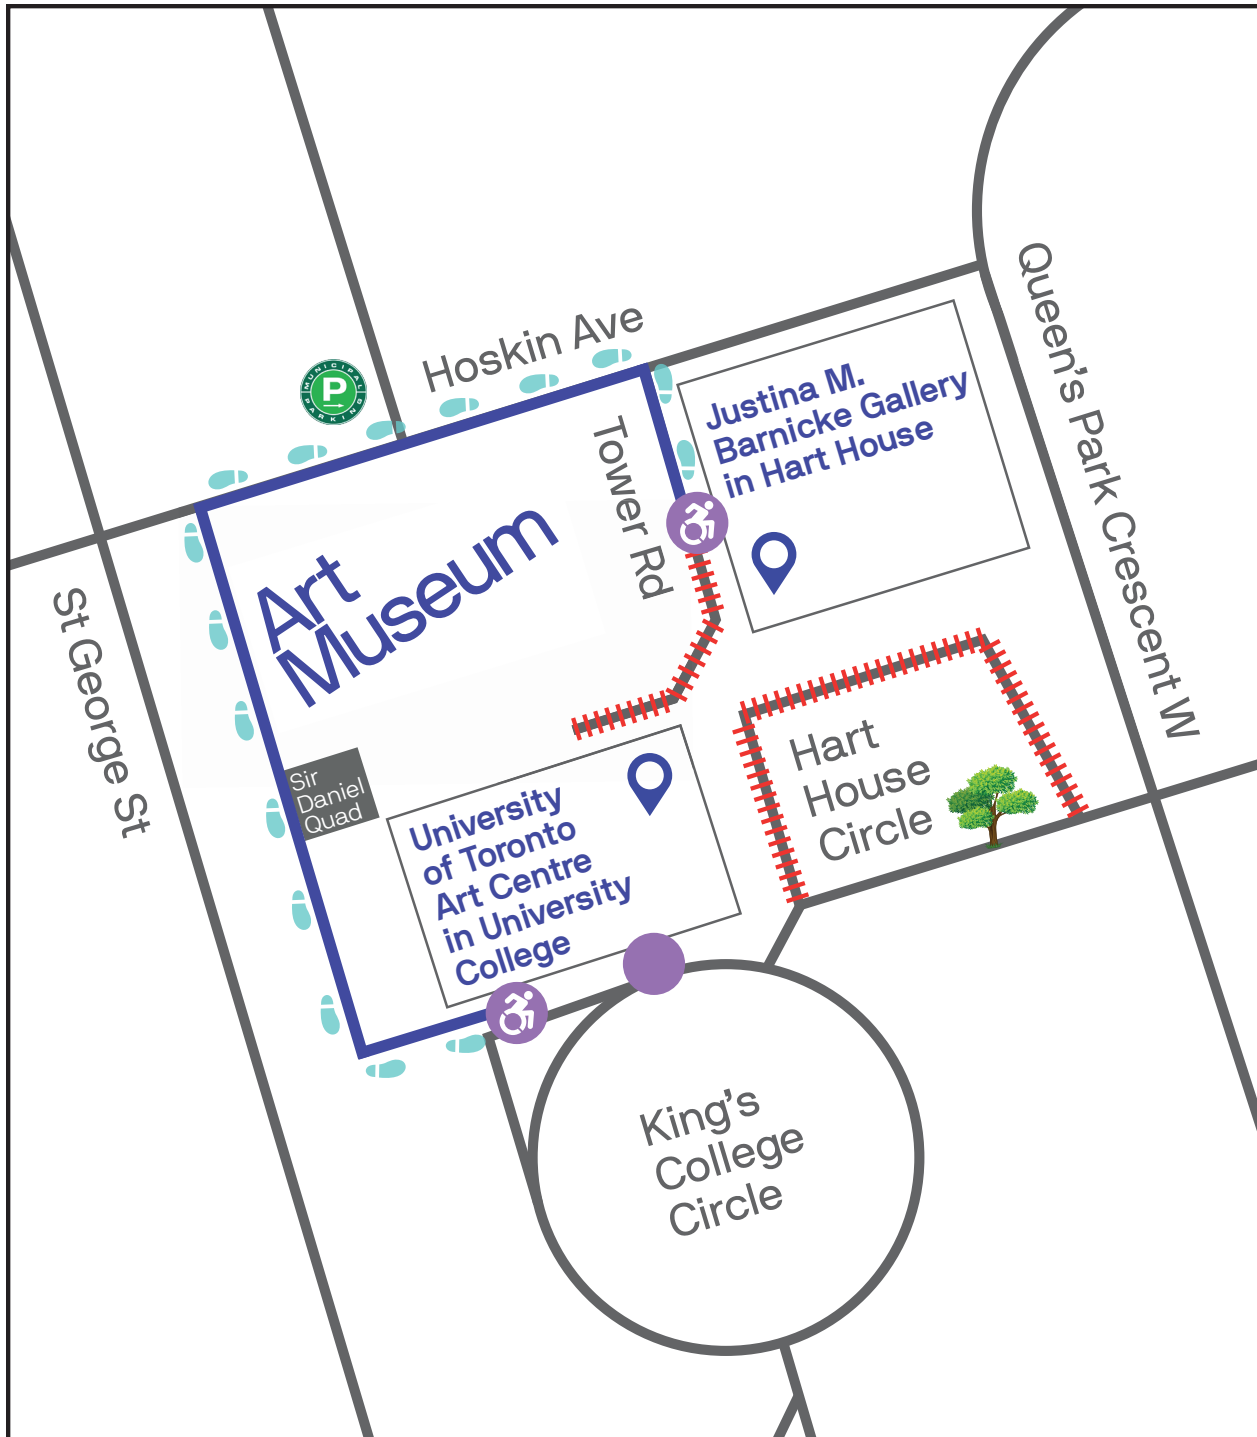 Hoskin Ave
MUNICIPAL
P
PARKING
Queen's Park Crescent W
Justina M.
Barnicke Gallery
in Hart House
Tower Rd
Art
Museum
St George St
Sir
Daniel
Quad
University
of Toronto
Art Centre
in University
College
Hart
House
Circle
King's
College
Circle